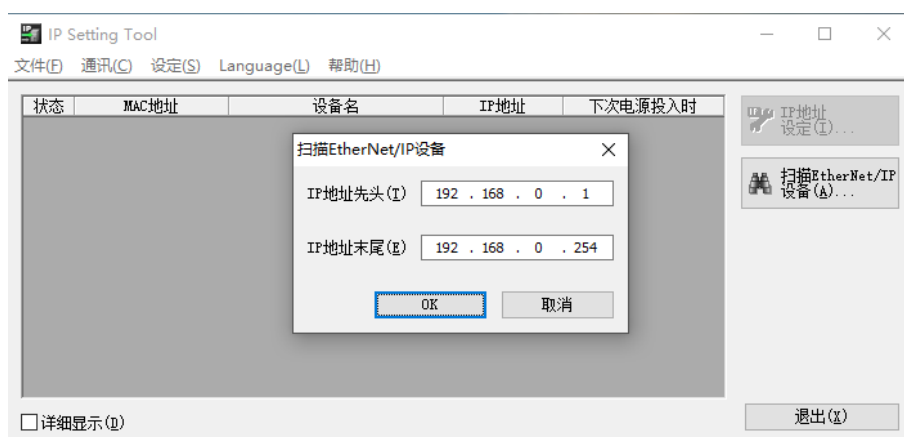 IP Setting Tool
文件(F) 通讯(C) 设定(S) Language(L) 帮助(H)
状态 MAC地址 设备名 IP地址 下次电源投入时
IP地址
设定(I)...
扫描EtherNet/IP
设备(A)...
扫描EtherNet/IP设备
IP地址先头(T) 192 . 168 . 0 . 1
IP地址末尾(E) 192 . 168 . 0 . 254
OK 取消
详细显示(D)
退出(X)